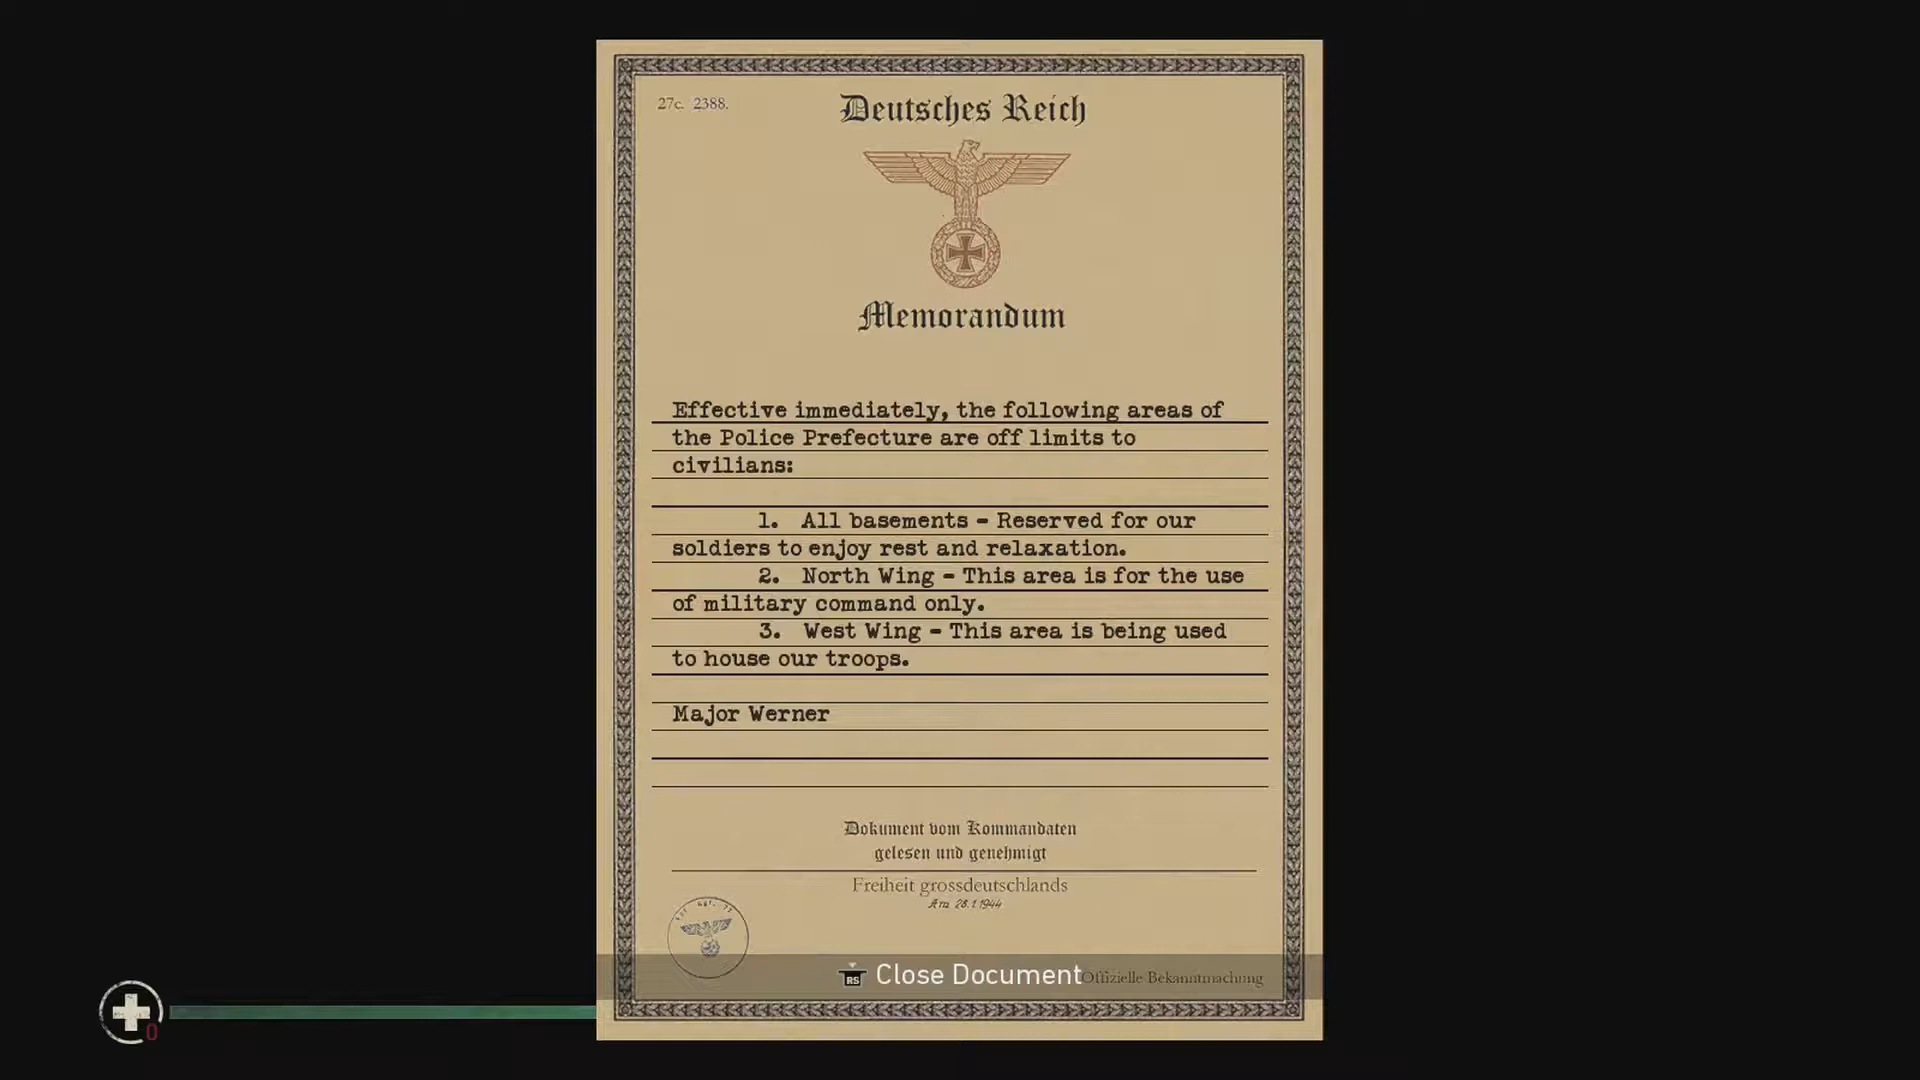 27c. 2388.
Deutsches Reich
Memorandum
Effective immediately, the following areas of
the Police Prefecture are off limits to
civilians:
1. All basements - Reserved for our
soldiers to enjoy rest and relaxation.
2. North Wing - This area is for the use
of military command only.
3. West Wing - This area is being used
to house our troops.
Major Werner
Dokument vom Kommandaten
gelesen und genehmigt
Freiheit grossdeutschlands
Am 28.1.1944
RS Close Document
Offizielle Bekanntmachung
0